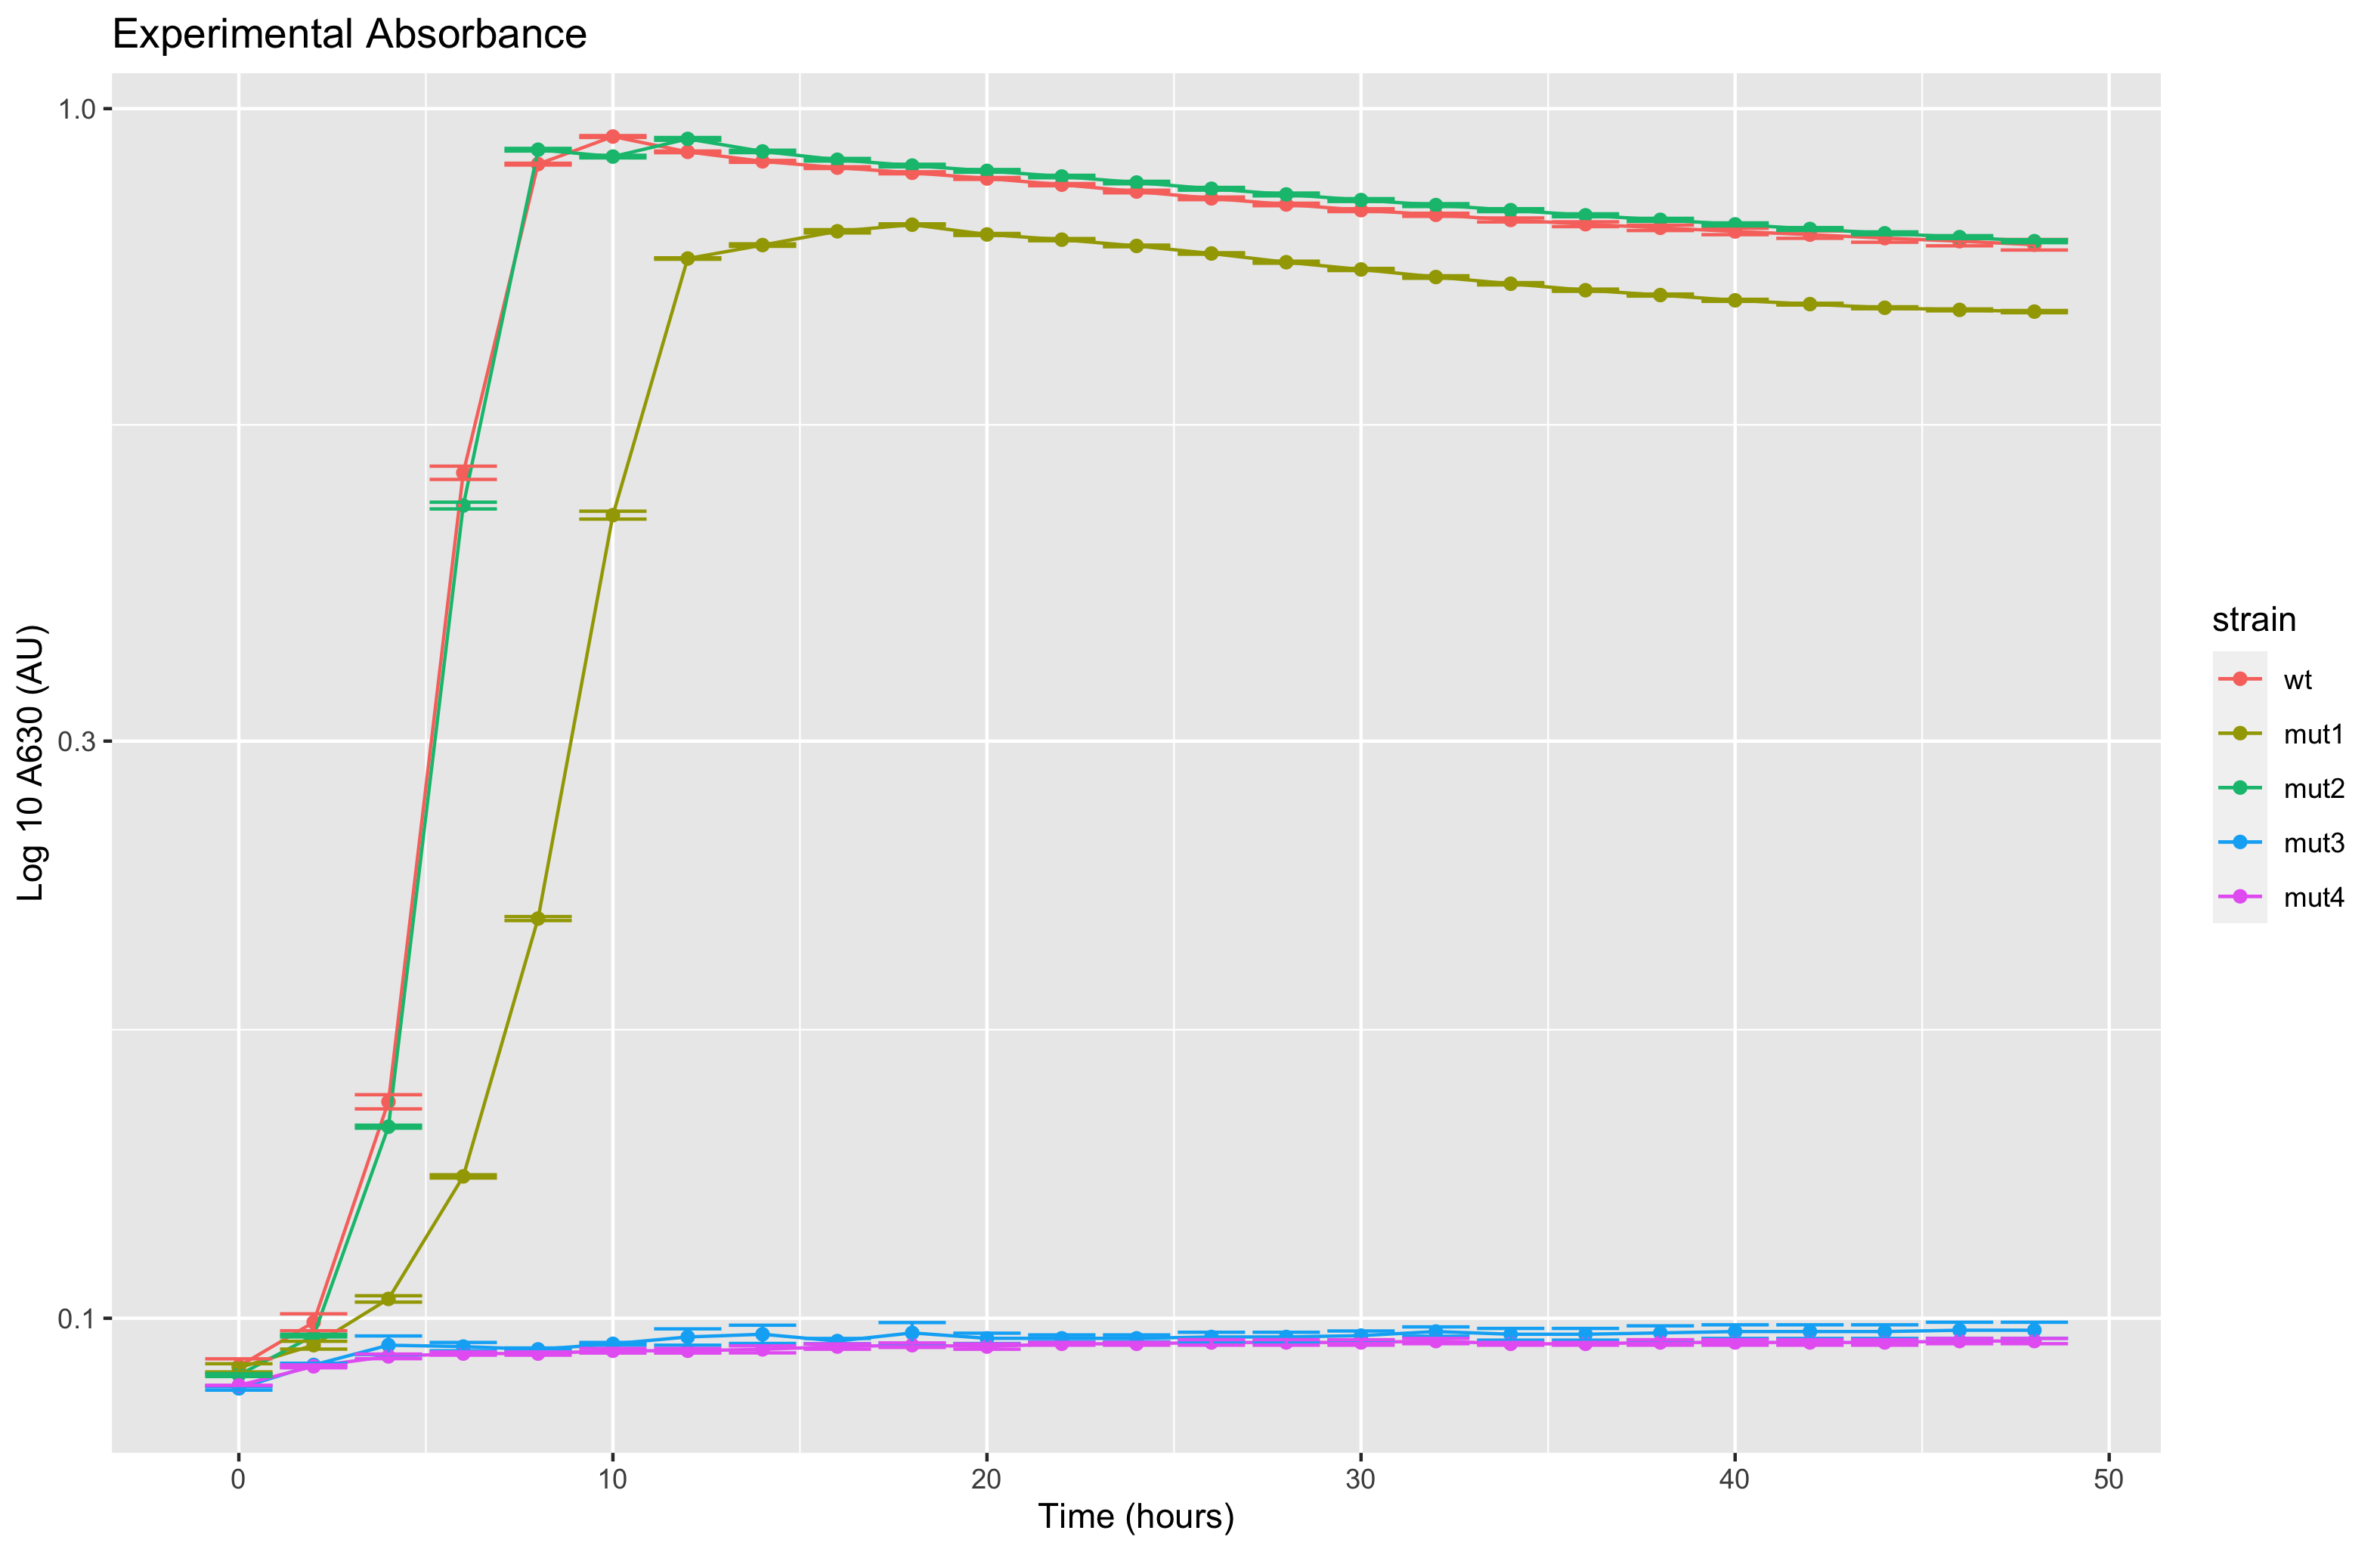 Experimental Absorbance
1.0
0.3
0.1
Log 10 A630 (AU)
0 10 20 30 40 50
Time (hours)
strain
wt
mut1
mut2
mut3
mut4